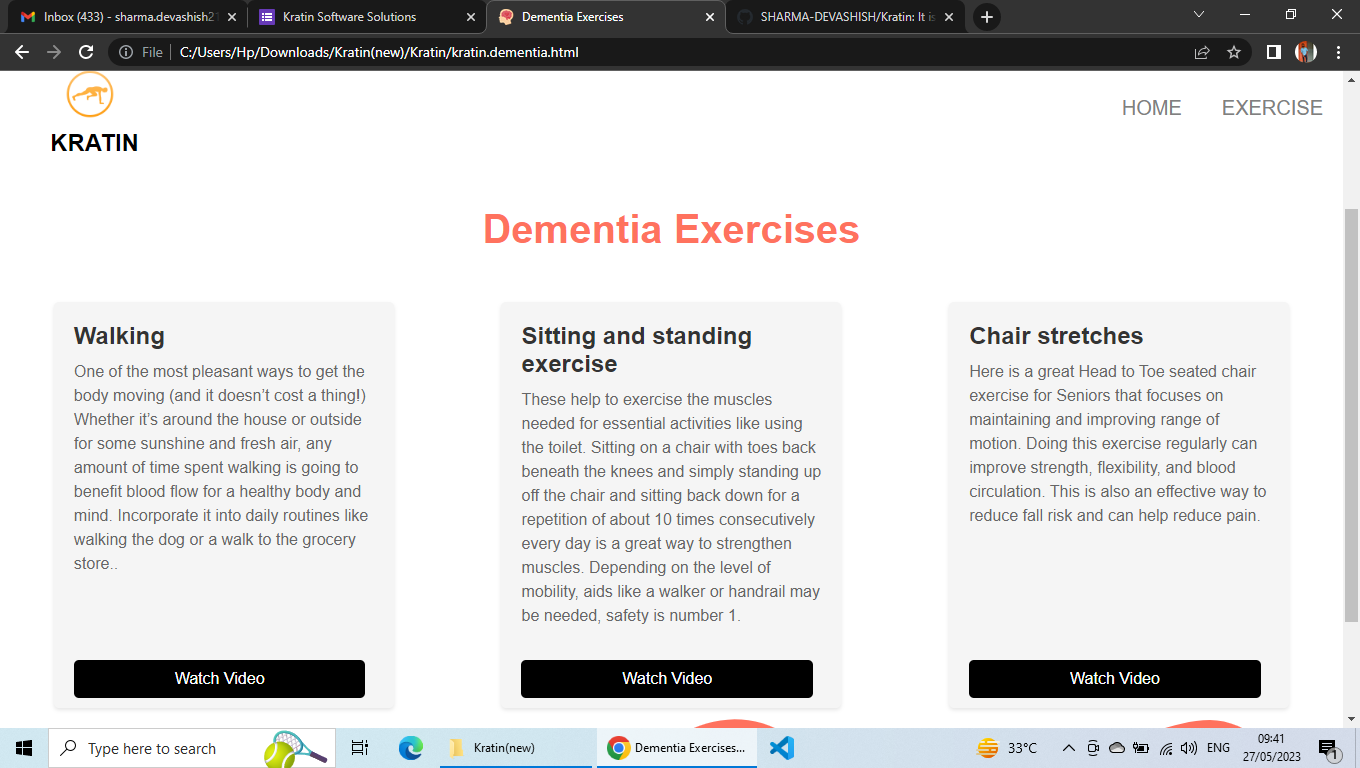 Inbox (433) - sharma.devashish21
Kratin Software Solutions
Dementia Exercises
SHARMA-DEVASHISH/Kratin: It is
File
C:/Users/Hp/Downloads/Kratin(new)/Kratin/kratin.dementia.html
KRATIN
HOME
EXERCISE
Dementia Exercises
Walking
One of the most pleasant ways to get the
body moving (and it doesn’t cost a thing!)
Whether it’s around the house or outside
for some sunshine and fresh air, any
amount of time spent walking is going to
benefit blood flow for a healthy body and
mind. Incorporate it into daily routines like
walking the dog or a walk to the grocery
store..
Watch Video
Sitting and standing
exercise
These help to exercise the muscles
needed for essential activities like using
the toilet. Sitting on a chair with toes back
beneath the knees and simply standing up
off the chair and sitting back down for a
repetition of about 10 times consecutively
every day is a great way to strengthen
muscles. Depending on the level of
mobility, aids like a walker or handrail may
be needed, safety is number 1.
Watch Video
Chair stretches
Here is a great Head to Toe seated chair
exercise for Seniors that focuses on
maintaining and improving range of
motion. Doing this exercise regularly can
improve strength, flexibility, and blood
circulation. This is also an effective way to
reduce fall risk and can help reduce pain.
Watch Video
Type here to search
Kratin(new)
Dementia Exercises...
33°C
ENG
09:41
27/05/2023
1